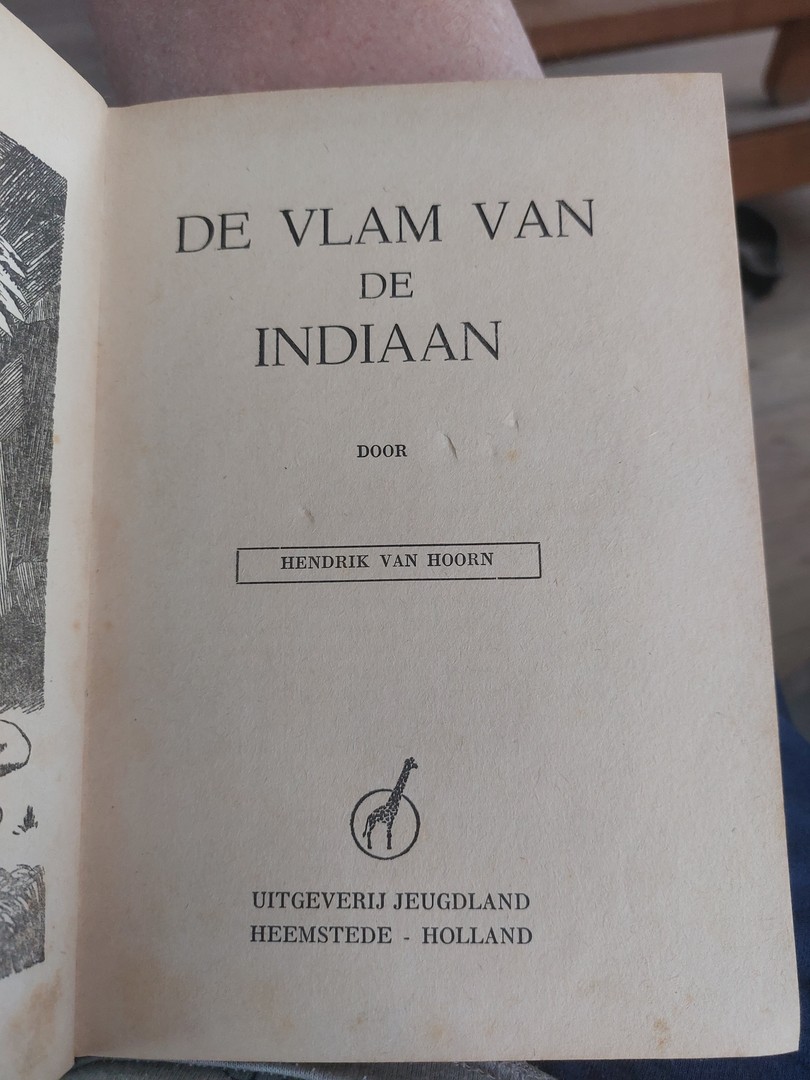 DE VLAM VAN
DE
INDIAAN
DOOR
HENDRIK VAN HOORN
UITGEVERIJ JEUGDLAND
HEEMSTEDE - HOLLAND